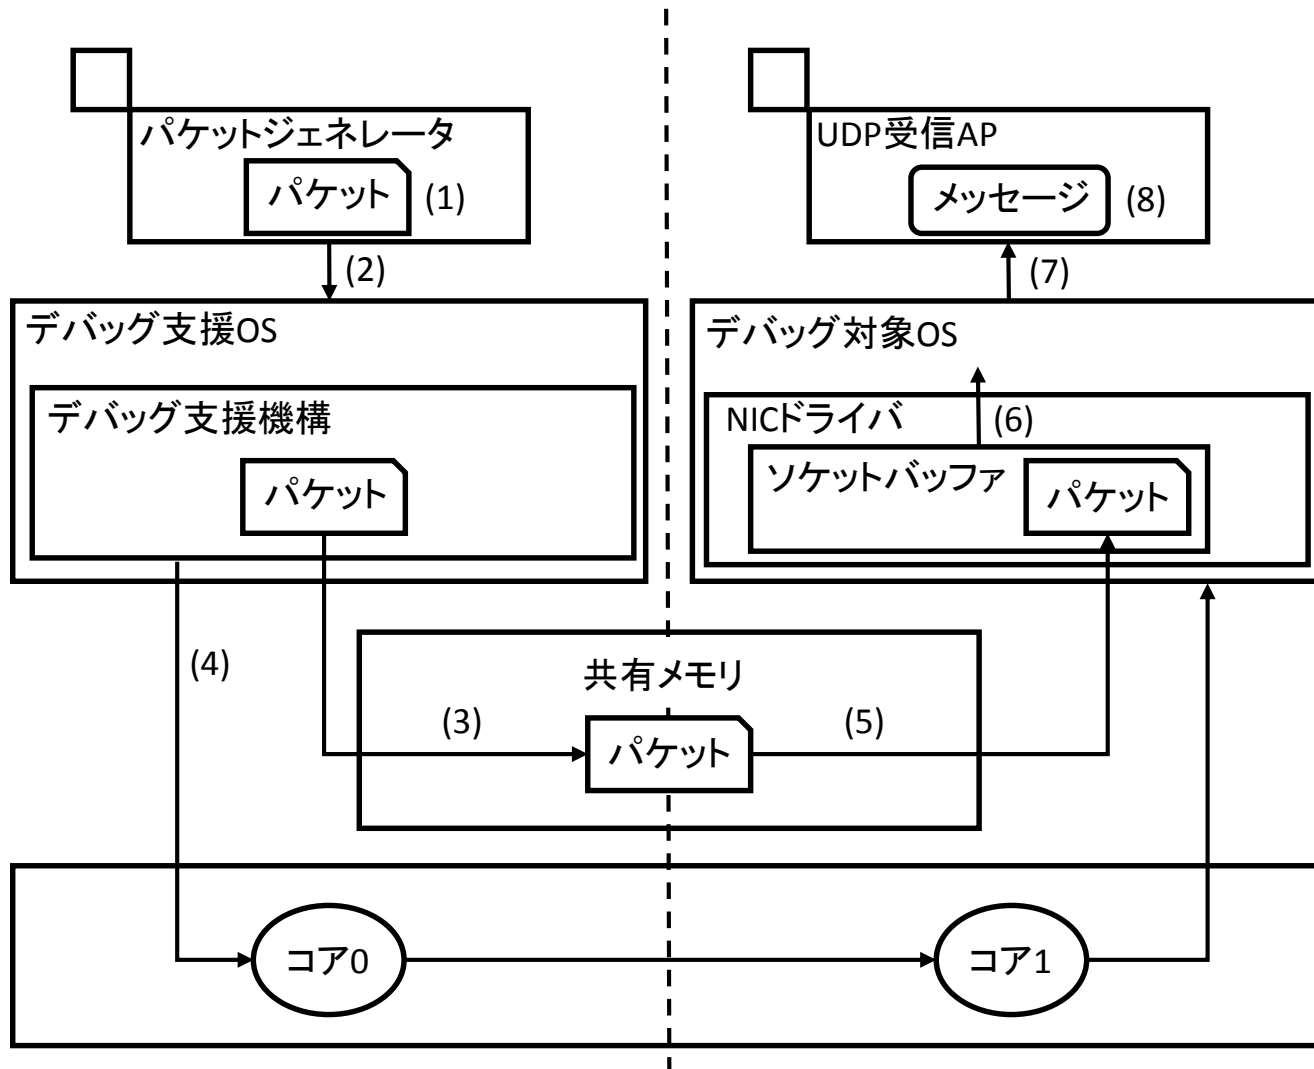 パケットジェネレータ
パケット
(1)
(2)
デバッグ支援OS
デバッグ支援機構
パケット
UDP受信AP
メッセージ
(8)
(7)
デバッグ対象OS
NICドライバ
(6)
ソケットバッファ
パケット
(4)
共有メモリ
(3)
パケット
(5)
コア0
コア1